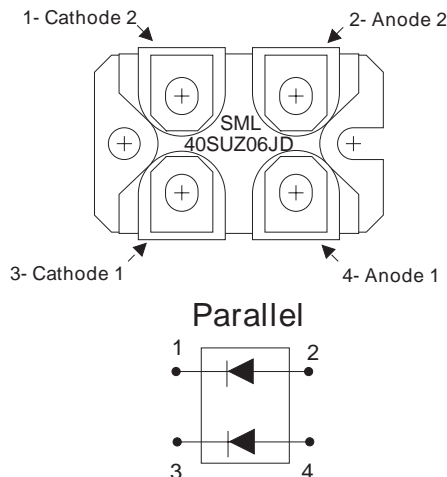 1- Cathode 2
2- Anode 2
SML
40SUZ06JD
3- Cathode 1
4- Anode 1
Parallel
1 2
3 4